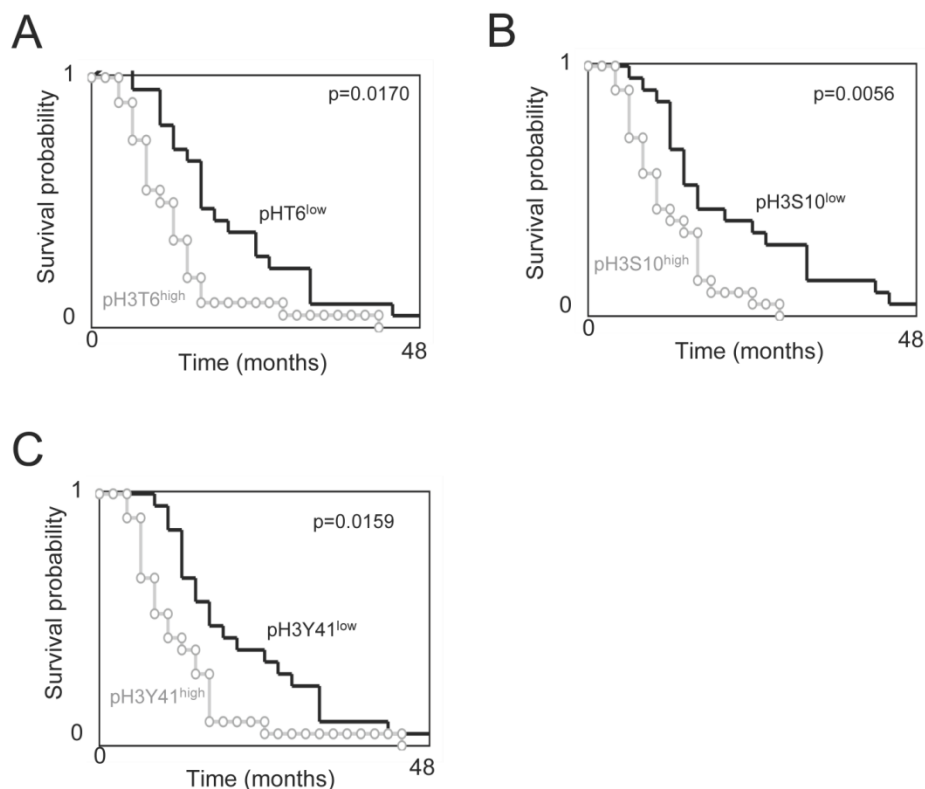 A
1
p=0.0170
Survival probability
pHT6low
pH3T6high
0
0
48
Time (months)
B
1
p=0.0056
Survival probability
pH3S10low
pH3S10high
0
0
48
Time (months)
C
1
p=0.0159
Survival probability
pH3Y41low
pH3Y41high
0
0
48
Time (months)